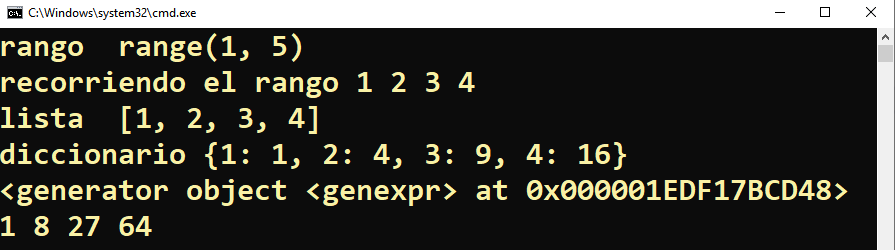 C:\Windows\system32\cmd.exe
rango  range(1, 5)
recorriendo el rango 1 2 3 4
lista  [1, 2, 3, 4]
diccionario {1: 1, 2: 4, 3: 9, 4: 16}
<generator object <genexpr> at 0x000001EDF17BCD48>
1 8 27 64